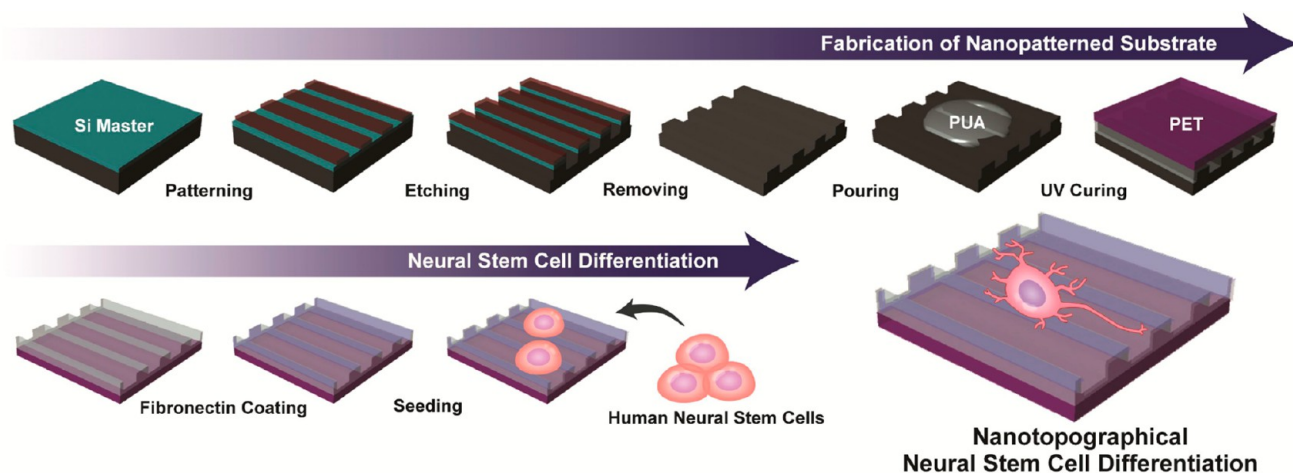 Fabrication of Nanopatterned Substrate
Si Master
PUA
PET
Patterning
Etching
Removing
Pouring
UV Curing
Neural Stem Cell Differentiation
Fibronectin Coating
Seeding
Human Neural Stem Cells
Nanotopographical
Neural Stem Cell Differentiation